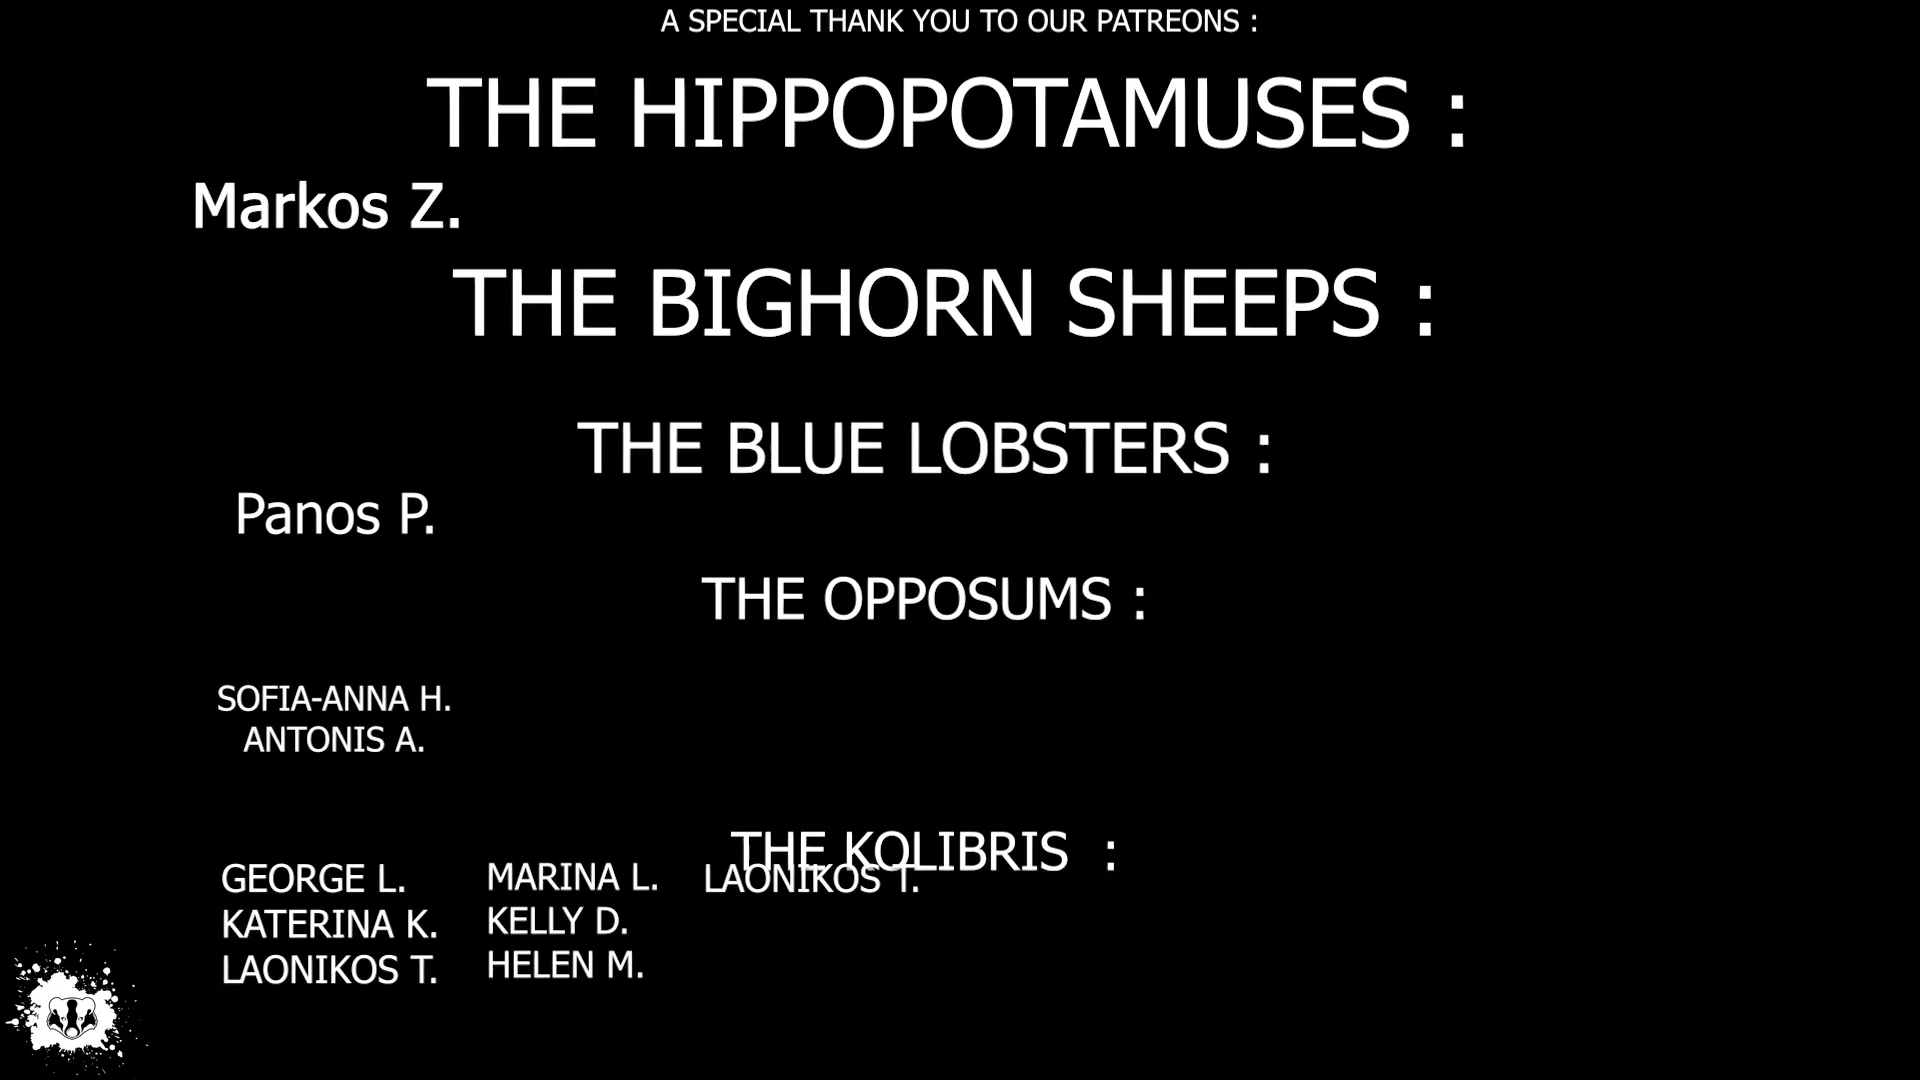 A SPECIAL THANK YOU TO OUR PATREONS :
THE HIPPOPOTAMUSES :
Markos Z.
THE BIGHORN SHEEPS :
THE BLUE LOBSTERS :
Panos P.
THE OPPOSUMS :
SOFIA-ANNA H.
ANTONIS A.
THE KOLIBRIS :
GEORGE L.
KATERINA K.
LAONIKOS T.
MARINA L.
KELLY D.
HELEN M.
LAONIKOS T.